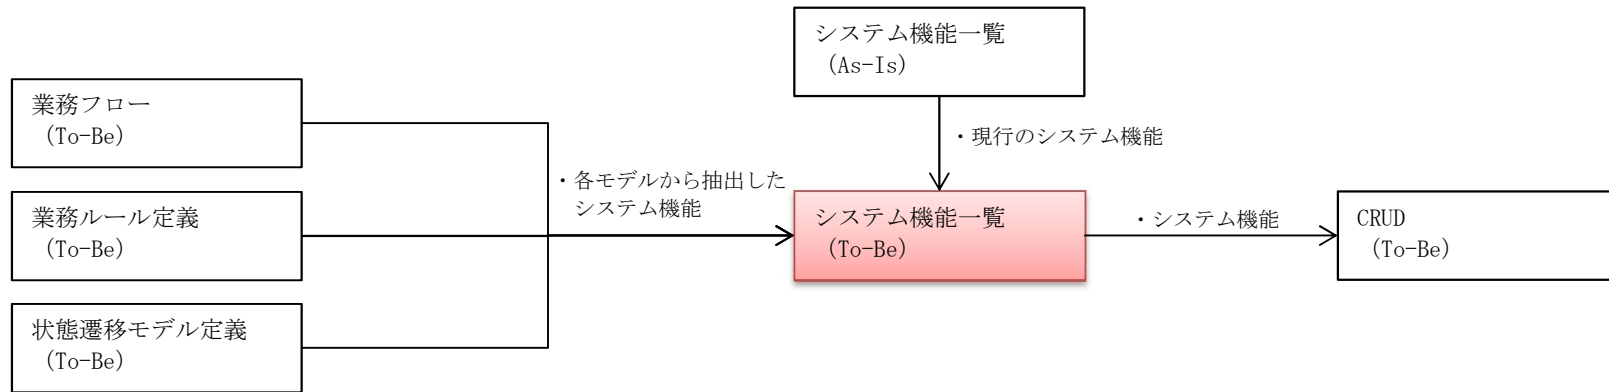 システム機能一覧
（As-Is）
業務フロー
（To-Be）
・現行のシステム機能
・各モデルから抽出した
システム機能
業務ルール定義
（To-Be）
システム機能一覧
（To-Be）
・システム機能
CRUD
（To-Be）
状態遷移モデル定義
（To-Be）